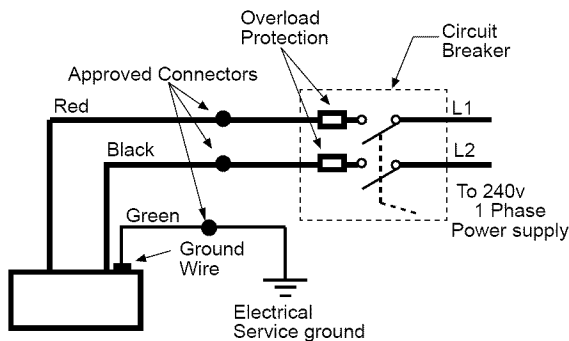 Overload
Protection
Circuit
Breaker
Approved Connectors
Red
L1
Black
L2
To 240v
1 Phase
Power supply
Green
Ground
Wire
Electrical
Service ground